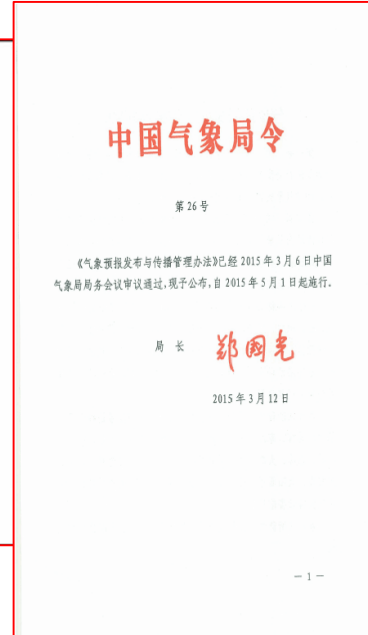 中国气象局令
第26号
《气象预报发布与传播管理办法》已经2015年3月6日中国
气象局局务会议审议通过,现予公布,自2015年5月1日起施行。
局 长 郑国光
2015年3月12日
— 1 —